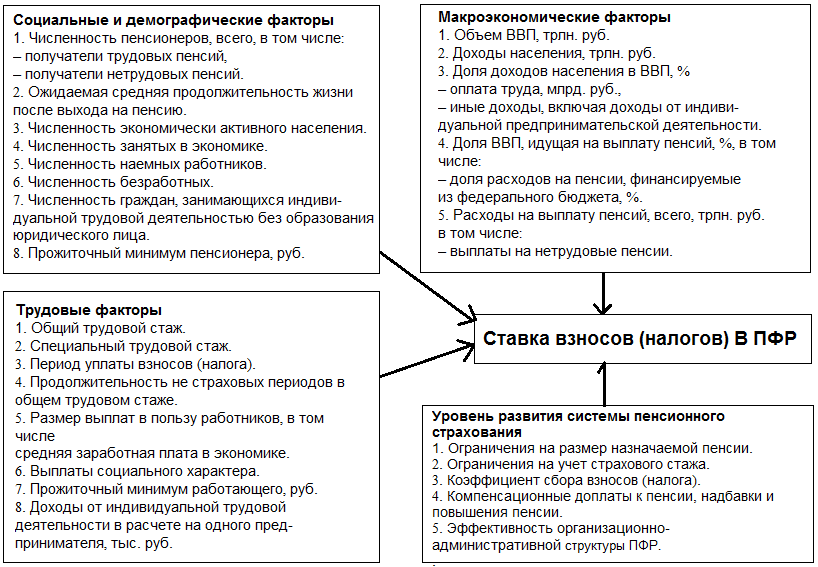 Социальные и демографические факторы
1. Численность пенсионеров, всего, в том числе:
– получатели трудовых пенсий,
– получатели нетрудовых пенсий.
2. Ожидаемая средняя продолжительность жизни
после выхода на пенсию.
3. Численность экономически активного населения.
4. Численность занятых в экономике.
5. Численность наемных работников.
6. Численность безработных.
7. Численность граждан, занимающихся индиви-
дуальной трудовой деятельностью без образования
юридического лица.
8. Прожиточный минимум пенсионера, руб.
Макроэкономические факторы
1. Объем ВВП, трлн. руб.
2. Доходы населения, трлн. руб.
3. Доля доходов населения в ВВП, %
– оплата труда, млрд. руб.,
– иные доходы, включая доходы от индиви-
дуальной предпринимательской деятельности.
4. Доля ВВП, идущая на выплату пенсий, %, в том
числе:
– доля расходов на пенсии, финансируемые
из федерального бюджета, %.
5. Расходы на выплату пенсий, всего, трлн. руб.
в том числе:
– выплаты на нетрудовые пенсии.
Трудовые факторы
1. Общий трудовой стаж.
2. Специальный трудовой стаж.
3. Период уплаты взносов (налога).
4. Продолжительность не страховых периодов в
общем трудовом стаже.
5. Размер выплат в пользу работников, в том
числе
средняя заработная плата в экономике.
6. Выплаты социального характера.
7. Прожиточный минимум работающего, руб.
8. Доходы от индивидуальной трудовой
деятельности в расчете на одного пред-
принимателя, тыс. руб.
Ставка взносов (налогов) В ПФР
Уровень развития системы пенсионного
страхования
1. Ограничения на размер назначаемой пенсии.
2. Ограничения на учет страхового стажа.
3. Коэффициент сбора взносов (налога).
4. Компенсационные доплаты к пенсии, надбавки и
повышения пенсии.
5. Эффективность организационно-
административной структуры ПФР.